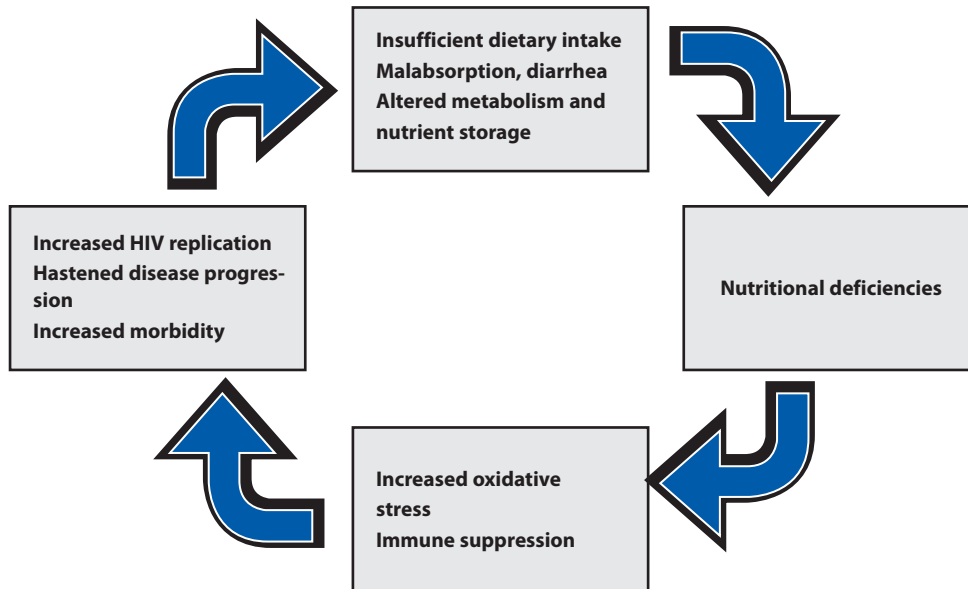 Insufficient dietary intake
Malabsorption, diarrhea
Altered metabolism and
nutrient storage
Nutritional deficiencies
Increased oxidative
stress
Immune suppression
Increased HIV replication
Hastened disease progres-
sion
Increased morbidity